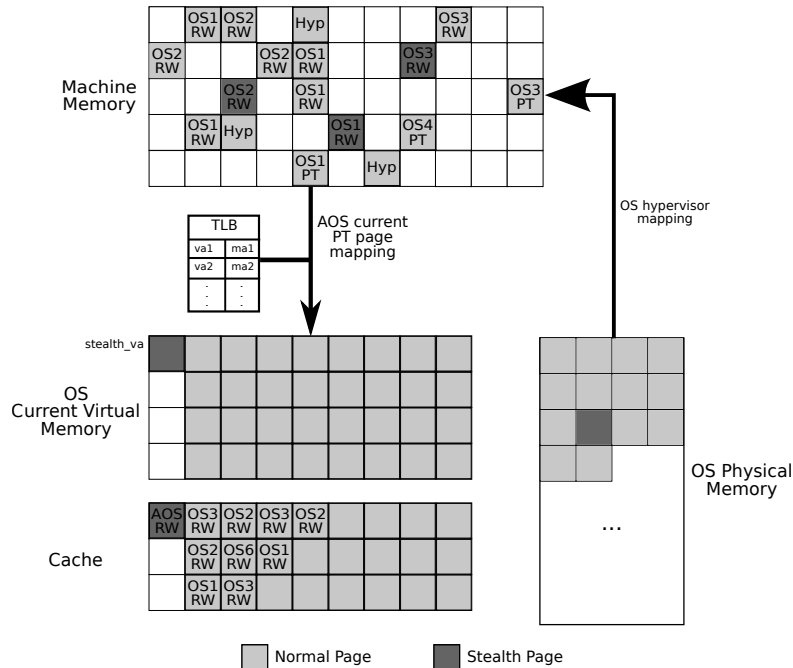 OS1 OS2 Hyp OS3
RW RW RW
OS2 OS2 OS1 OS3
RW RW RW RW
OS2 OS1 OS3
RW RW PT
OS1 Hyp OS1 OS4
RW RW PT
OS1 Hyp
PT
Machine
Memory
TLB
va1 ma1
va2 ma2
. .
. .
. .
AOS current
PT page
mapping
OS hypervisor
mapping
stealth_va
OS
Current Virtual
Memory
OS Physical
Memory
...
AOS OS3 OS2 OS3 OS2
RW RW RW RW RW
OS2 OS6 OS1
RW RW RW
OS1 OS3
RW RW
Cache
Normal Page
Stealth Page